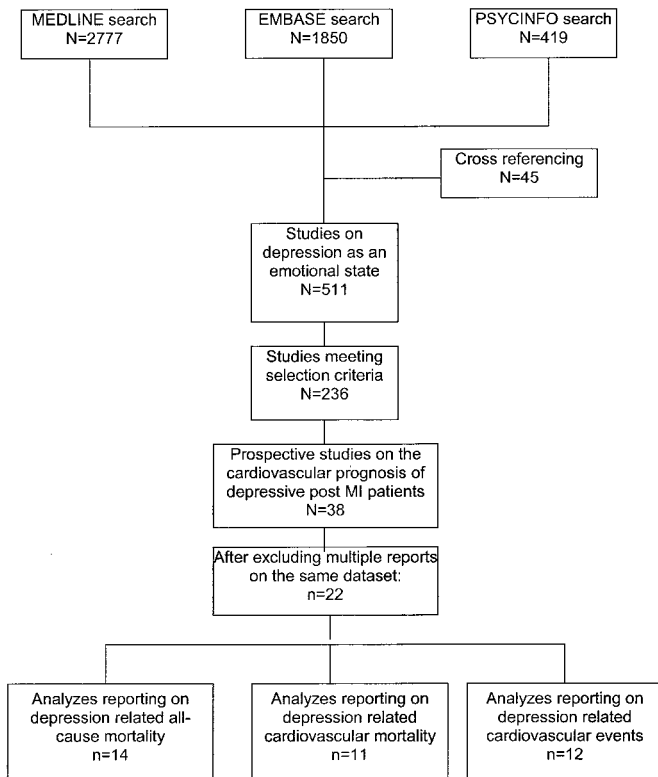 MEDLINE search
N=2777
EMBASE search
N=1850
PSYCINFO search
N=419
Cross referencing
N=45
Studies on
depression as an
emotional state
N=511
Studies meeting
selection criteria
N=236
Prospective studies on the
cardiovascular prognosis of
depressive post MI patients
N=38
After excluding multiple reports
on the same dataset:
n=22
Analyzes reporting on
depression related all-
cause mortality
n=14
Analyzes reporting on
depression related
cardiovascular mortality
n=11
Analyzes reporting on
depression related
cardiovascular events
n=12